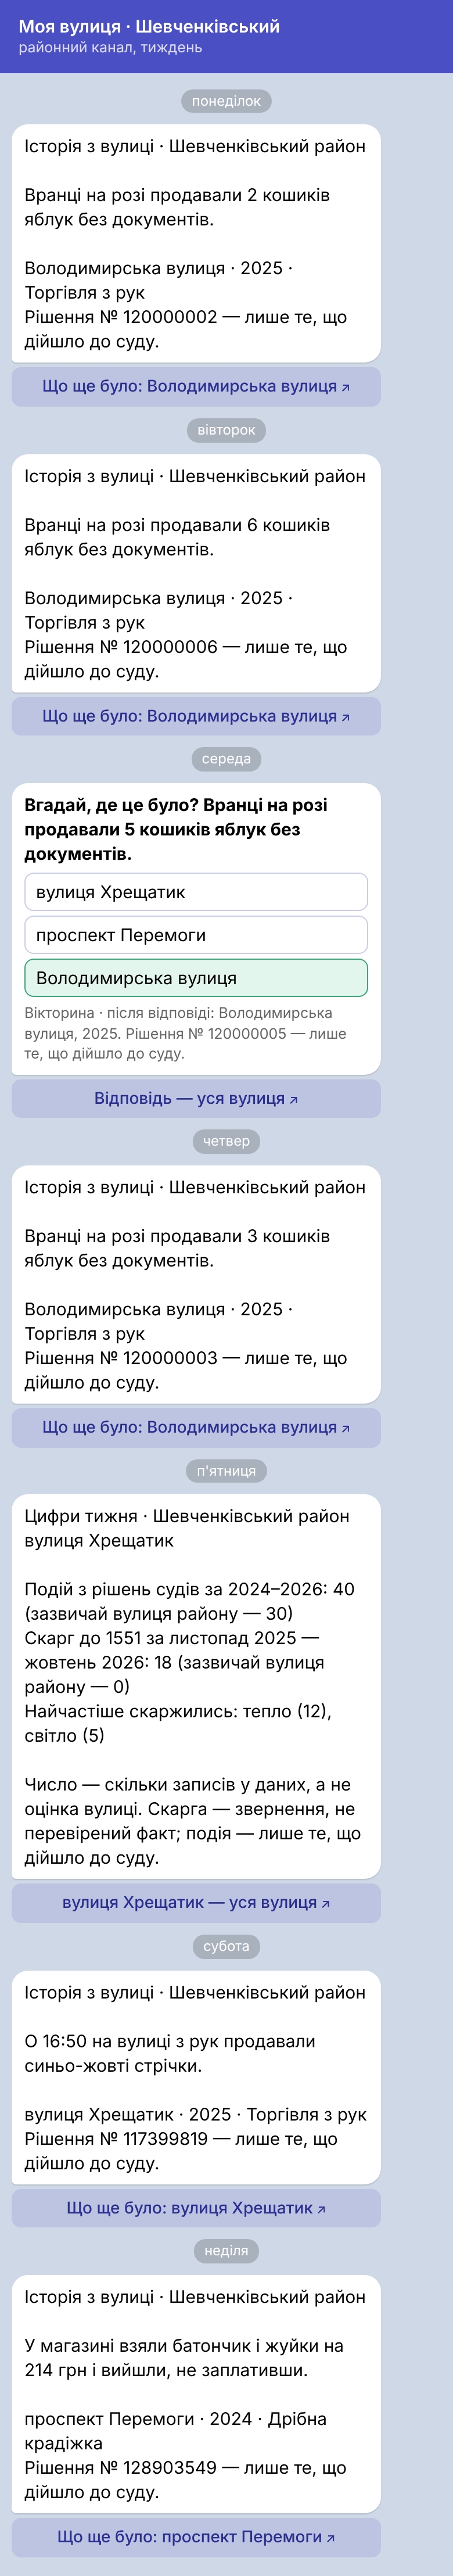 Моя вулиця · Шевченківський
районний канал, тиждень
понеділок
Історія з вулиці · Шевченківський район
Вранці на розі продавали 2 кошиків
яблук без документів.
Володимирська вулиця · 2025 ·
Торгівля з рук
Рішення № 120000002 — лише те, що
дійшло до суду.
Що ще було: Володимирська вулиця ↗
вівторок
Історія з вулиці · Шевченківський район
Вранці на розі продавали 6 кошиків
яблук без документів.
Володимирська вулиця · 2025 ·
Торгівля з рук
Рішення № 120000006 — лише те, що
дійшло до суду.
Що ще було: Володимирська вулиця ↗
середа
Вгадай, де це було? Вранці на розі
продавали 5 кошиків яблук без
документів.
вулиця Хрещатик
проспект Перемоги
Володимирська вулиця
Вікторина · після відповіді: Володимирська
вулиця, 2025. Рішення № 120000005 — лише
те, що дійшло до суду.
Відповідь — уся вулиця ↗
четвер
Історія з вулиці · Шевченківський район
Вранці на розі продавали 3 кошиків
яблук без документів.
Володимирська вулиця · 2025 ·
Торгівля з рук
Рішення № 120000003 — лише те, що
дійшло до суду.
Що ще було: Володимирська вулиця ↗
п'ятниця
Цифри тижня · Шевченківський район
вулиця Хрещатик
Подій з рішень судів за 2024–2026: 40
(зазвичай вулиця району — 30)
Скарг до 1551 за листопад 2025 —
жовтень 2026: 18 (зазвичай вулиця
району — 0)
Найчастіше скаржились: тепло (12),
світло (5)
Число — скільки записів у даних, а не
оцінка вулиці. Скарга — звернення, не
перевірений факт; подія — лише те, що
дійшло до суду.
вулиця Хрещатик — уся вулиця ↗
субота
Історія з вулиці · Шевченківський район
О 16:50 на вулиці з рук продавали
синьо-жовті стрічки.
вулиця Хрещатик · 2025 · Торгівля з рук
Рішення № 117399819 — лише те, що
дійшло до суду.
Що ще було: вулиця Хрещатик ↗
неділя
Історія з вулиці · Шевченківський район
У магазині взяли батончик і жуйки на
214 грн і вийшли, не заплативши.
проспект Перемоги · 2024 · Дрібна
крадіжка
Рішення № 128903549 — лише те, що
дійшло до суду.
Що ще було: проспект Перемоги ↗